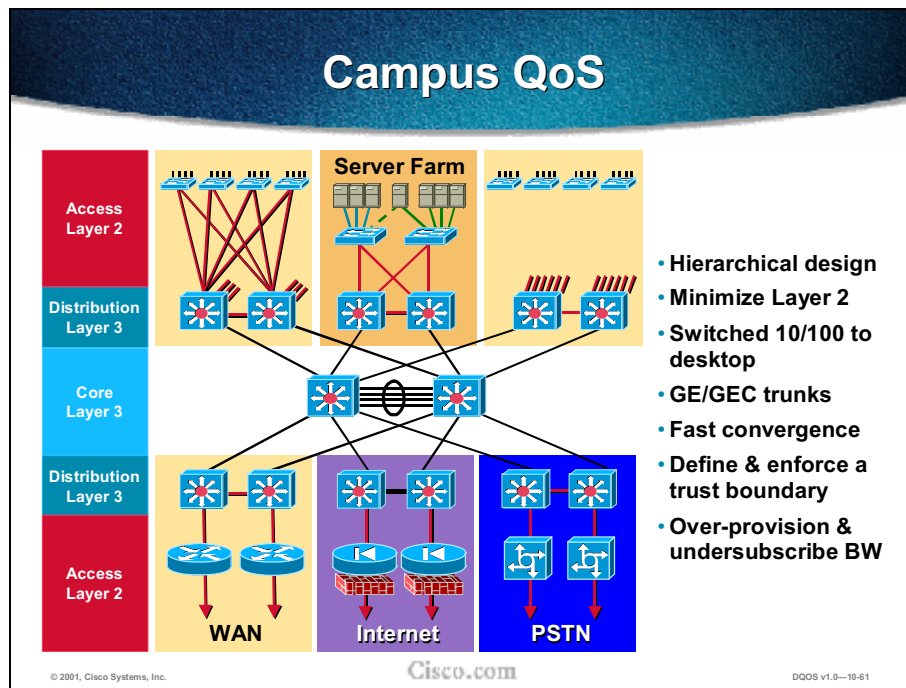 Campus QoS
Access
Layer 2
Distribution
Layer 3
Core
Layer 3
Distribution
Layer 3
Access
Layer 2
Server Farm
WAN
Internet
PSTN
• Hierarchical design
• Minimize Layer 2
• Switched 10/100 to
desktop
• GE/GEC trunks
• Fast convergence
• Define & enforce a
trust boundary
• Over-provision &
undersubscribe BW
© 2001, Cisco Systems, Inc.
Cisco.com
DQOS v1.0—10-61